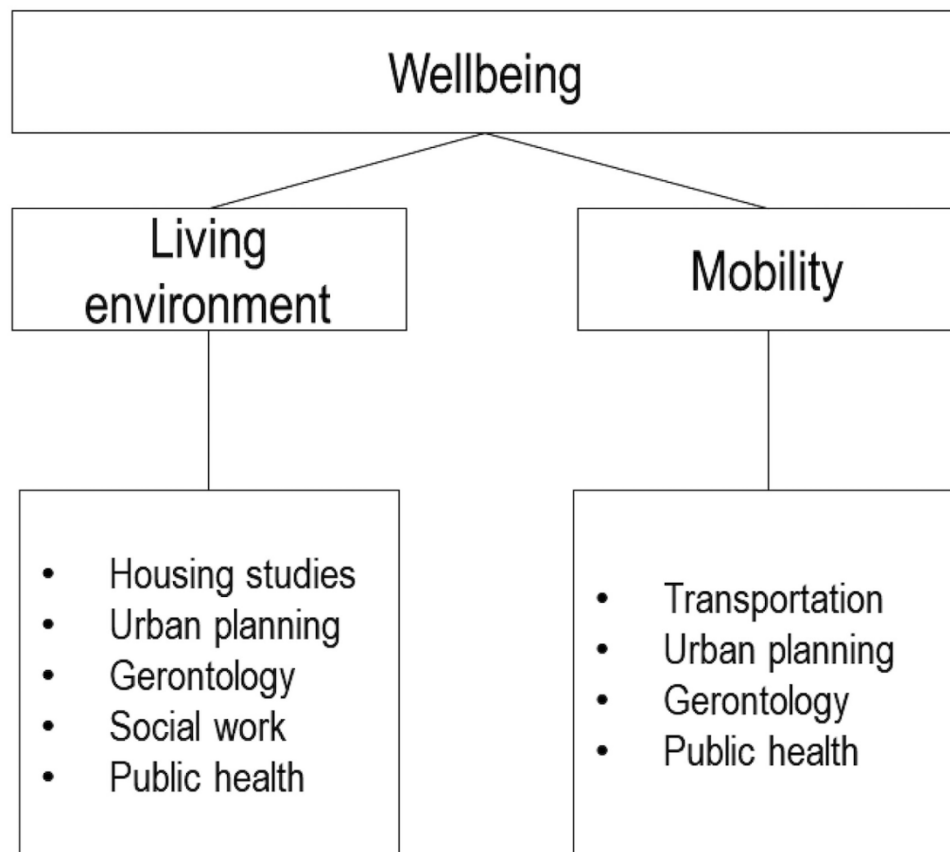 Wellbeing
Living
environment
Mobility
• Housing studies
• Urban planning
• Gerontology
• Social work
• Public health
• Transportation
• Urban planning
• Gerontology
• Public health